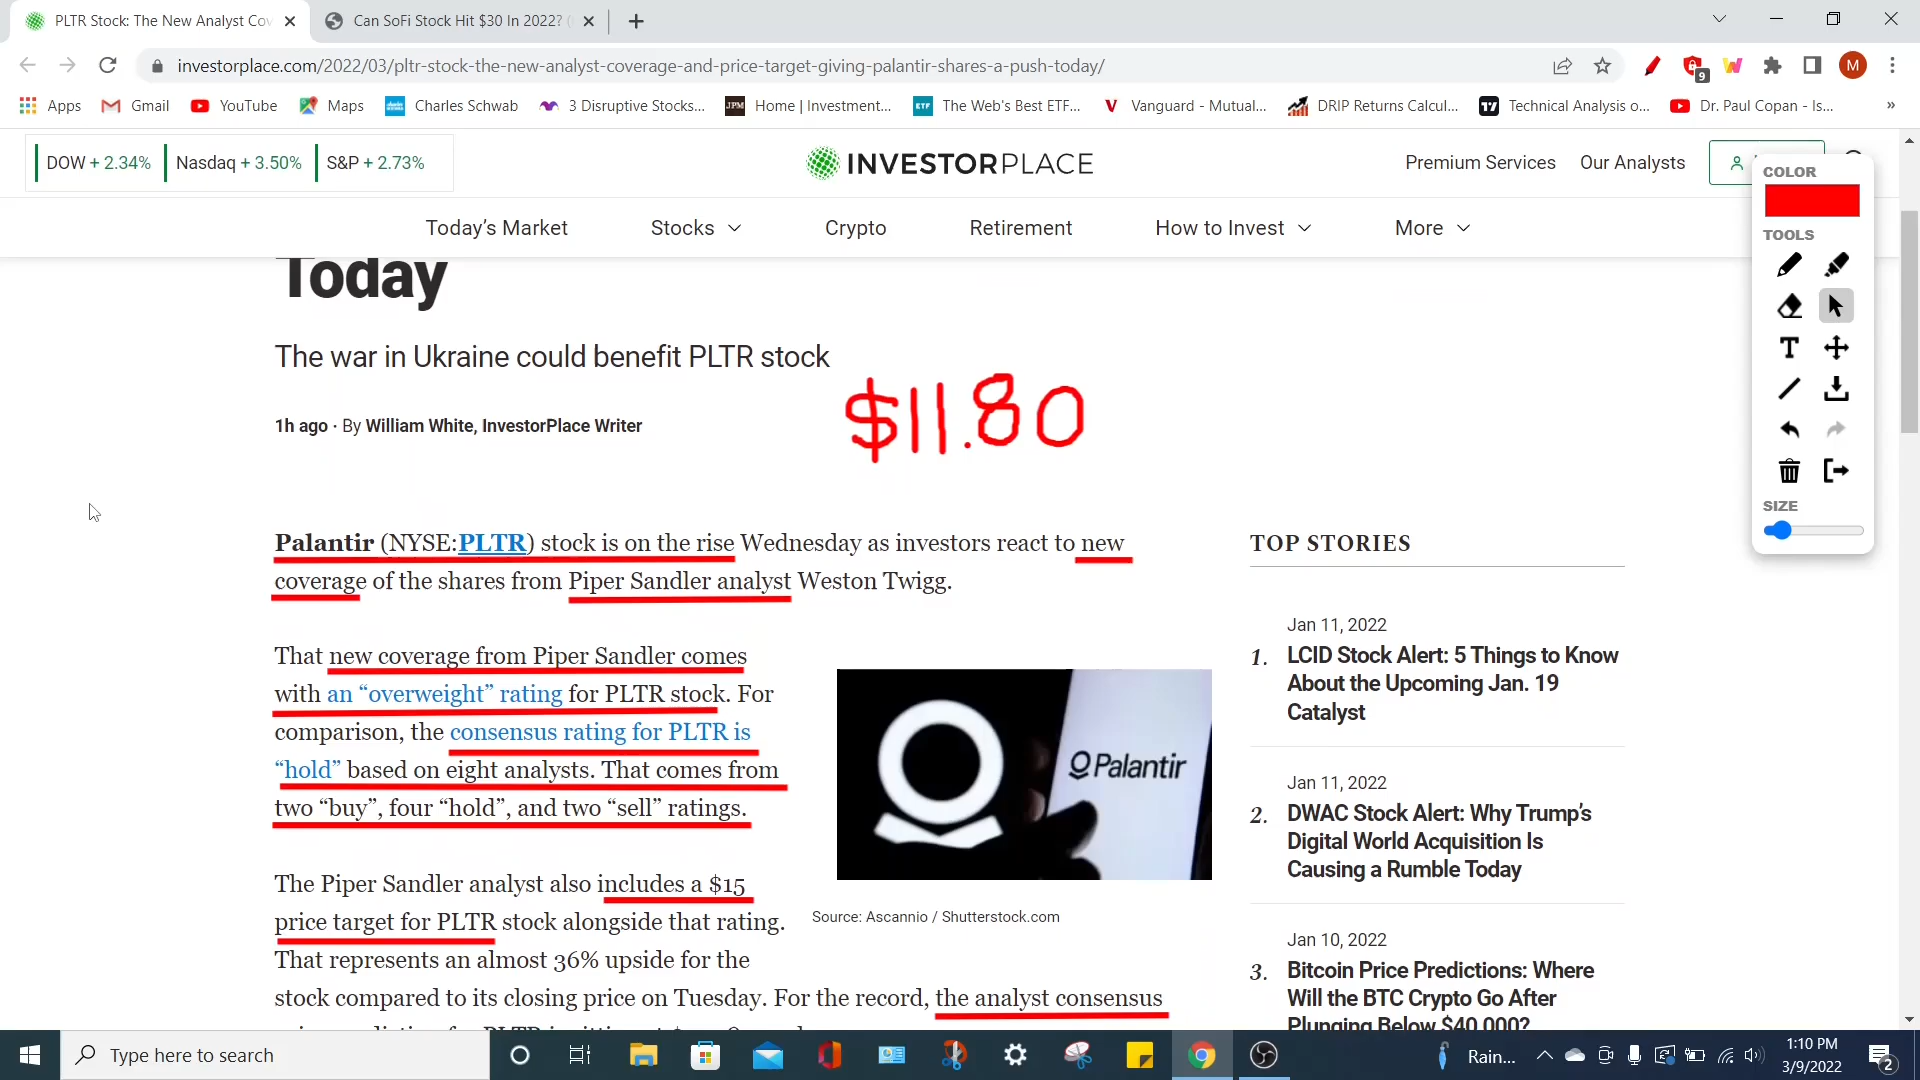 PLTR Stock: The New Analyst Cov
Can SoFi Stock Hit $30 In 2022? (
investorplace.com/2022/03/pltr-stock-the-new-analyst-coverage-and-price-target-giving-palantir-shares-a-push-today/
9
M
Apps
Gmail
YouTube
Maps
Charles Schwab
3 Disruptive Stocks...
JPM Home | Investment...
ETF The Web's Best ETF...
V Vanguard - Mutual...
DRIP Returns Calcul...
Technical Analysis o...
Dr. Paul Copan - Is...
»
DOW + 2.34%
Nasdaq + 3.50%
S&P + 2.73%
INVESTORPLACE
Premium Services
Our Analysts
Today's Market
Stocks
Crypto
Retirement
How to Invest
More
COLOR
TOOLS
T
SIZE
Today
The war in Ukraine could benefit PLTR stock
1h ago · By William White, InvestorPlace Writer
$11.80
Palantir (NYSE:PLTR) stock is on the rise Wednesday as investors react to new
coverage of the shares from Piper Sandler analyst Weston Twigg.
That new coverage from Piper Sandler comes
with an “overweight” rating for PLTR stock. For
comparison, the consensus rating for PLTR is
“hold” based on eight analysts. That comes from
two “buy”, four “hold”, and two “sell” ratings.
Palantir
Source: Ascannio / Shutterstock.com
The Piper Sandler analyst also includes a $15
price target for PLTR stock alongside that rating.
That represents an almost 36% upside for the
stock compared to its closing price on Tuesday. For the record, the analyst consensus
TOP STORIES
Jan 11, 2022
1. LCID Stock Alert: 5 Things to Know
About the Upcoming Jan. 19
Catalyst
Jan 11, 2022
2. DWAC Stock Alert: Why Trump’s
Digital World Acquisition Is
Causing a Rumble Today
Jan 10, 2022
3. Bitcoin Price Predictions: Where
Will the BTC Crypto Go After
Plunging Below $40,000?
Type here to search
Rain...
1:10 PM
3/9/2022
2